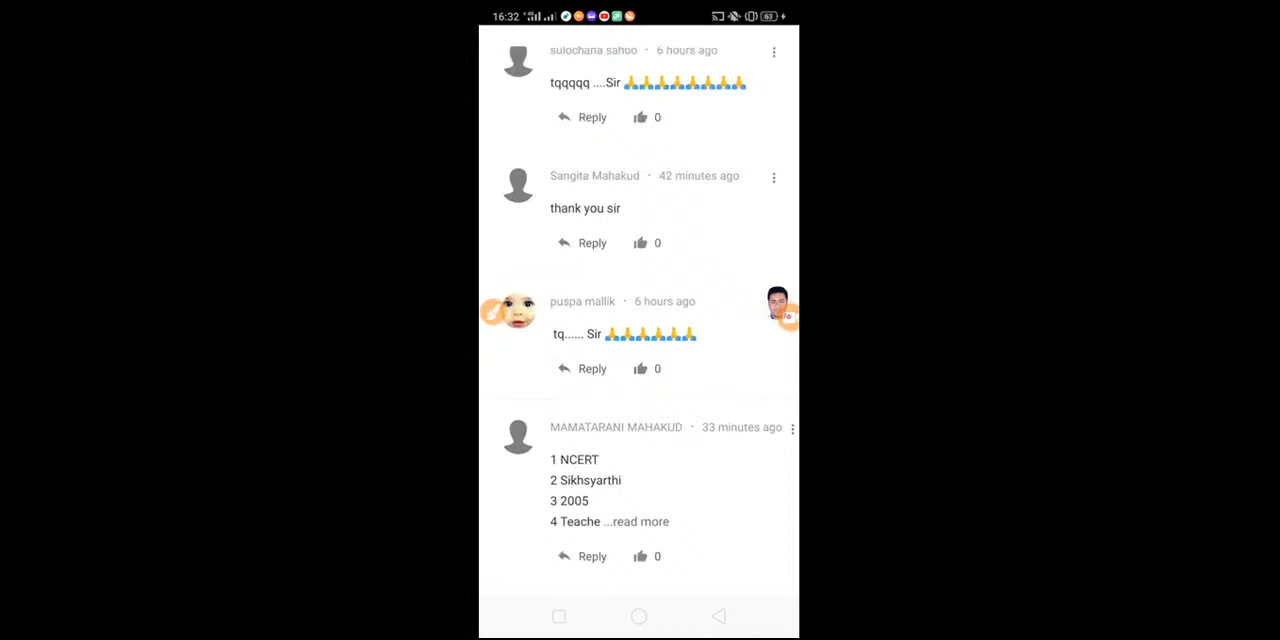 16:32
63
sulochana sahoo · 6 hours ago
tqqqqq ....Sir 🙏🙏🙏🙏🙏🙏🙏🙏
Reply 0
Sangita Mahakud · 42 minutes ago
thank you sir
Reply 0
puspa mallik · 6 hours ago
tq...... Sir 🙏🙏🙏🙏🙏🙏
Reply 0
MAMATARANI MAHAKUD · 33 minutes ago
1 NCERT
2 Sikhsyarthi
3 2005
4 Teache ...read more
Reply 0